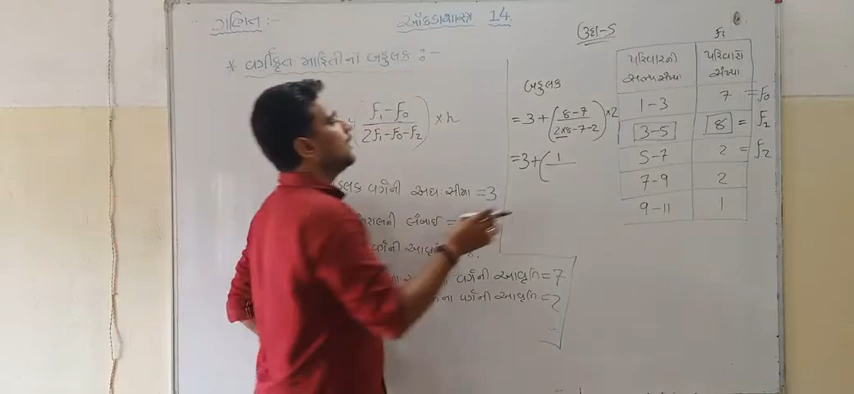 ગણિત :-
આંકડાશાસ્ત્ર 14
* વર્ગીકૃત માહિતીનો બહુલક :-
(f₁-f₀ / 2f₁-f₀-f₂) × h
વર્ગની અધઃસીમા = 3
લંબાઈ =
વર્ગની
વર્ગની આવૃત્તિ = 7
વર્ગની આવૃત્તિ = 2
બહુલક
= 3 + (8-7 / 2×8-7-2) × 2
= 3 + (1
ઉદા-5
પરિવારની સભ્યસંખ્યા પરિવારો સંખ્યા
1-3 7 = f₀
3-5 8 = f₁
5-7 2 = f₂
7-9 2
9-11 1